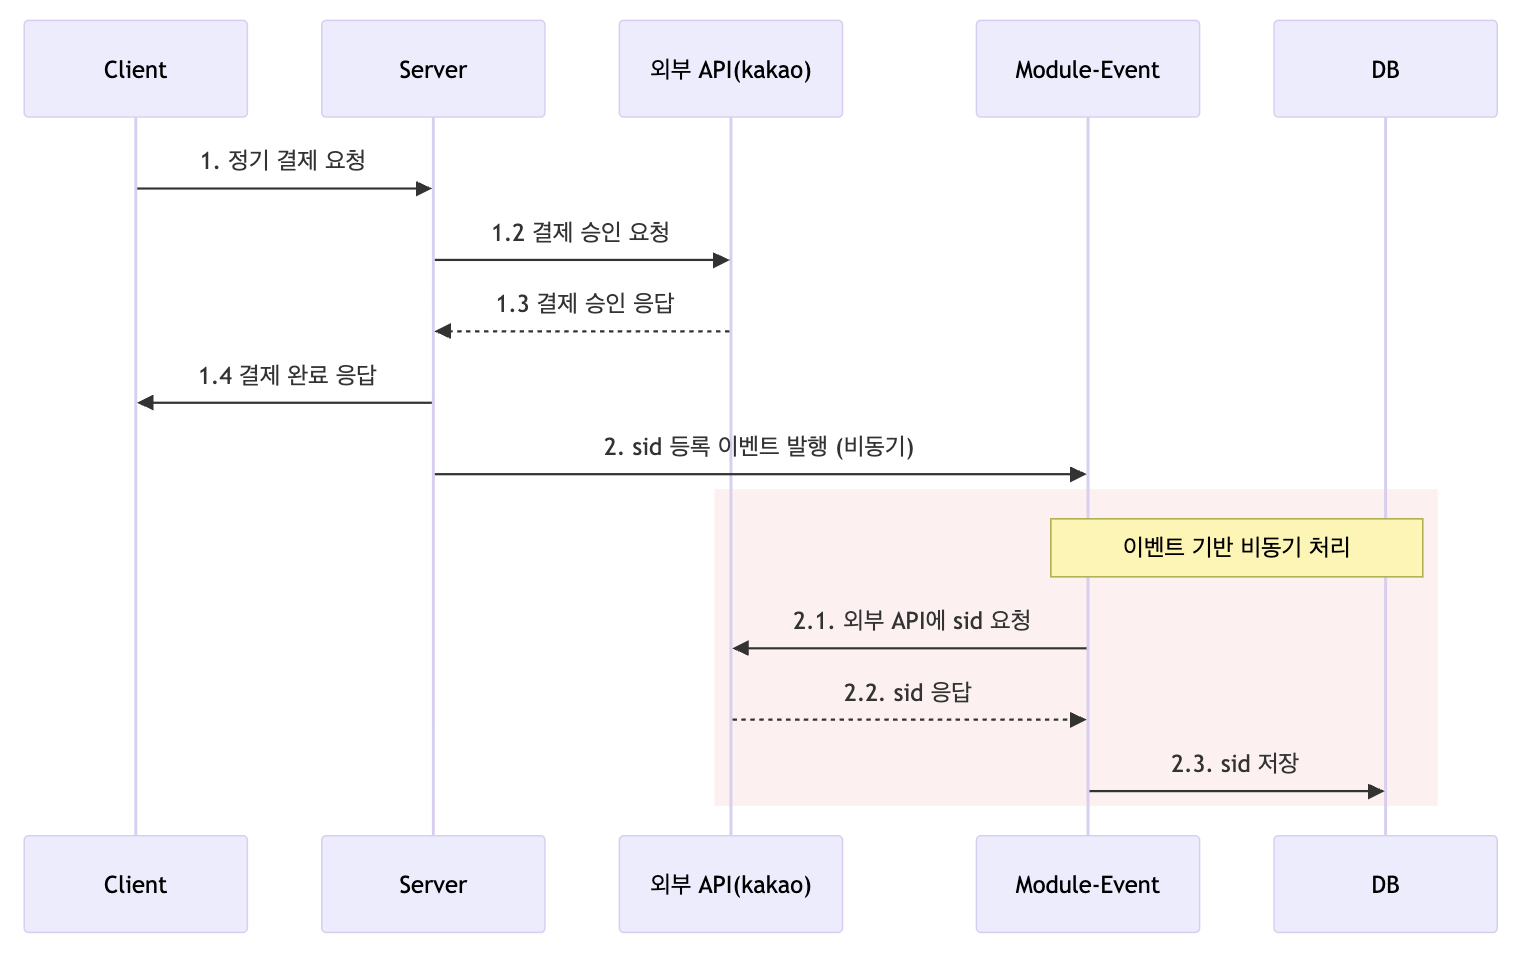 Client
Server
외부 API(kakao)
Module-Event
DB
1. 정기 결제 요청
1.2 결제 승인 요청
1.3 결제 승인 응답
1.4 결제 완료 응답
2. sid 등록 이벤트 발행 (비동기)
이벤트 기반 비동기 처리
2.1. 외부 API에 sid 요청
2.2. sid 응답
2.3. sid 저장
Client
Server
외부 API(kakao)
Module-Event
DB